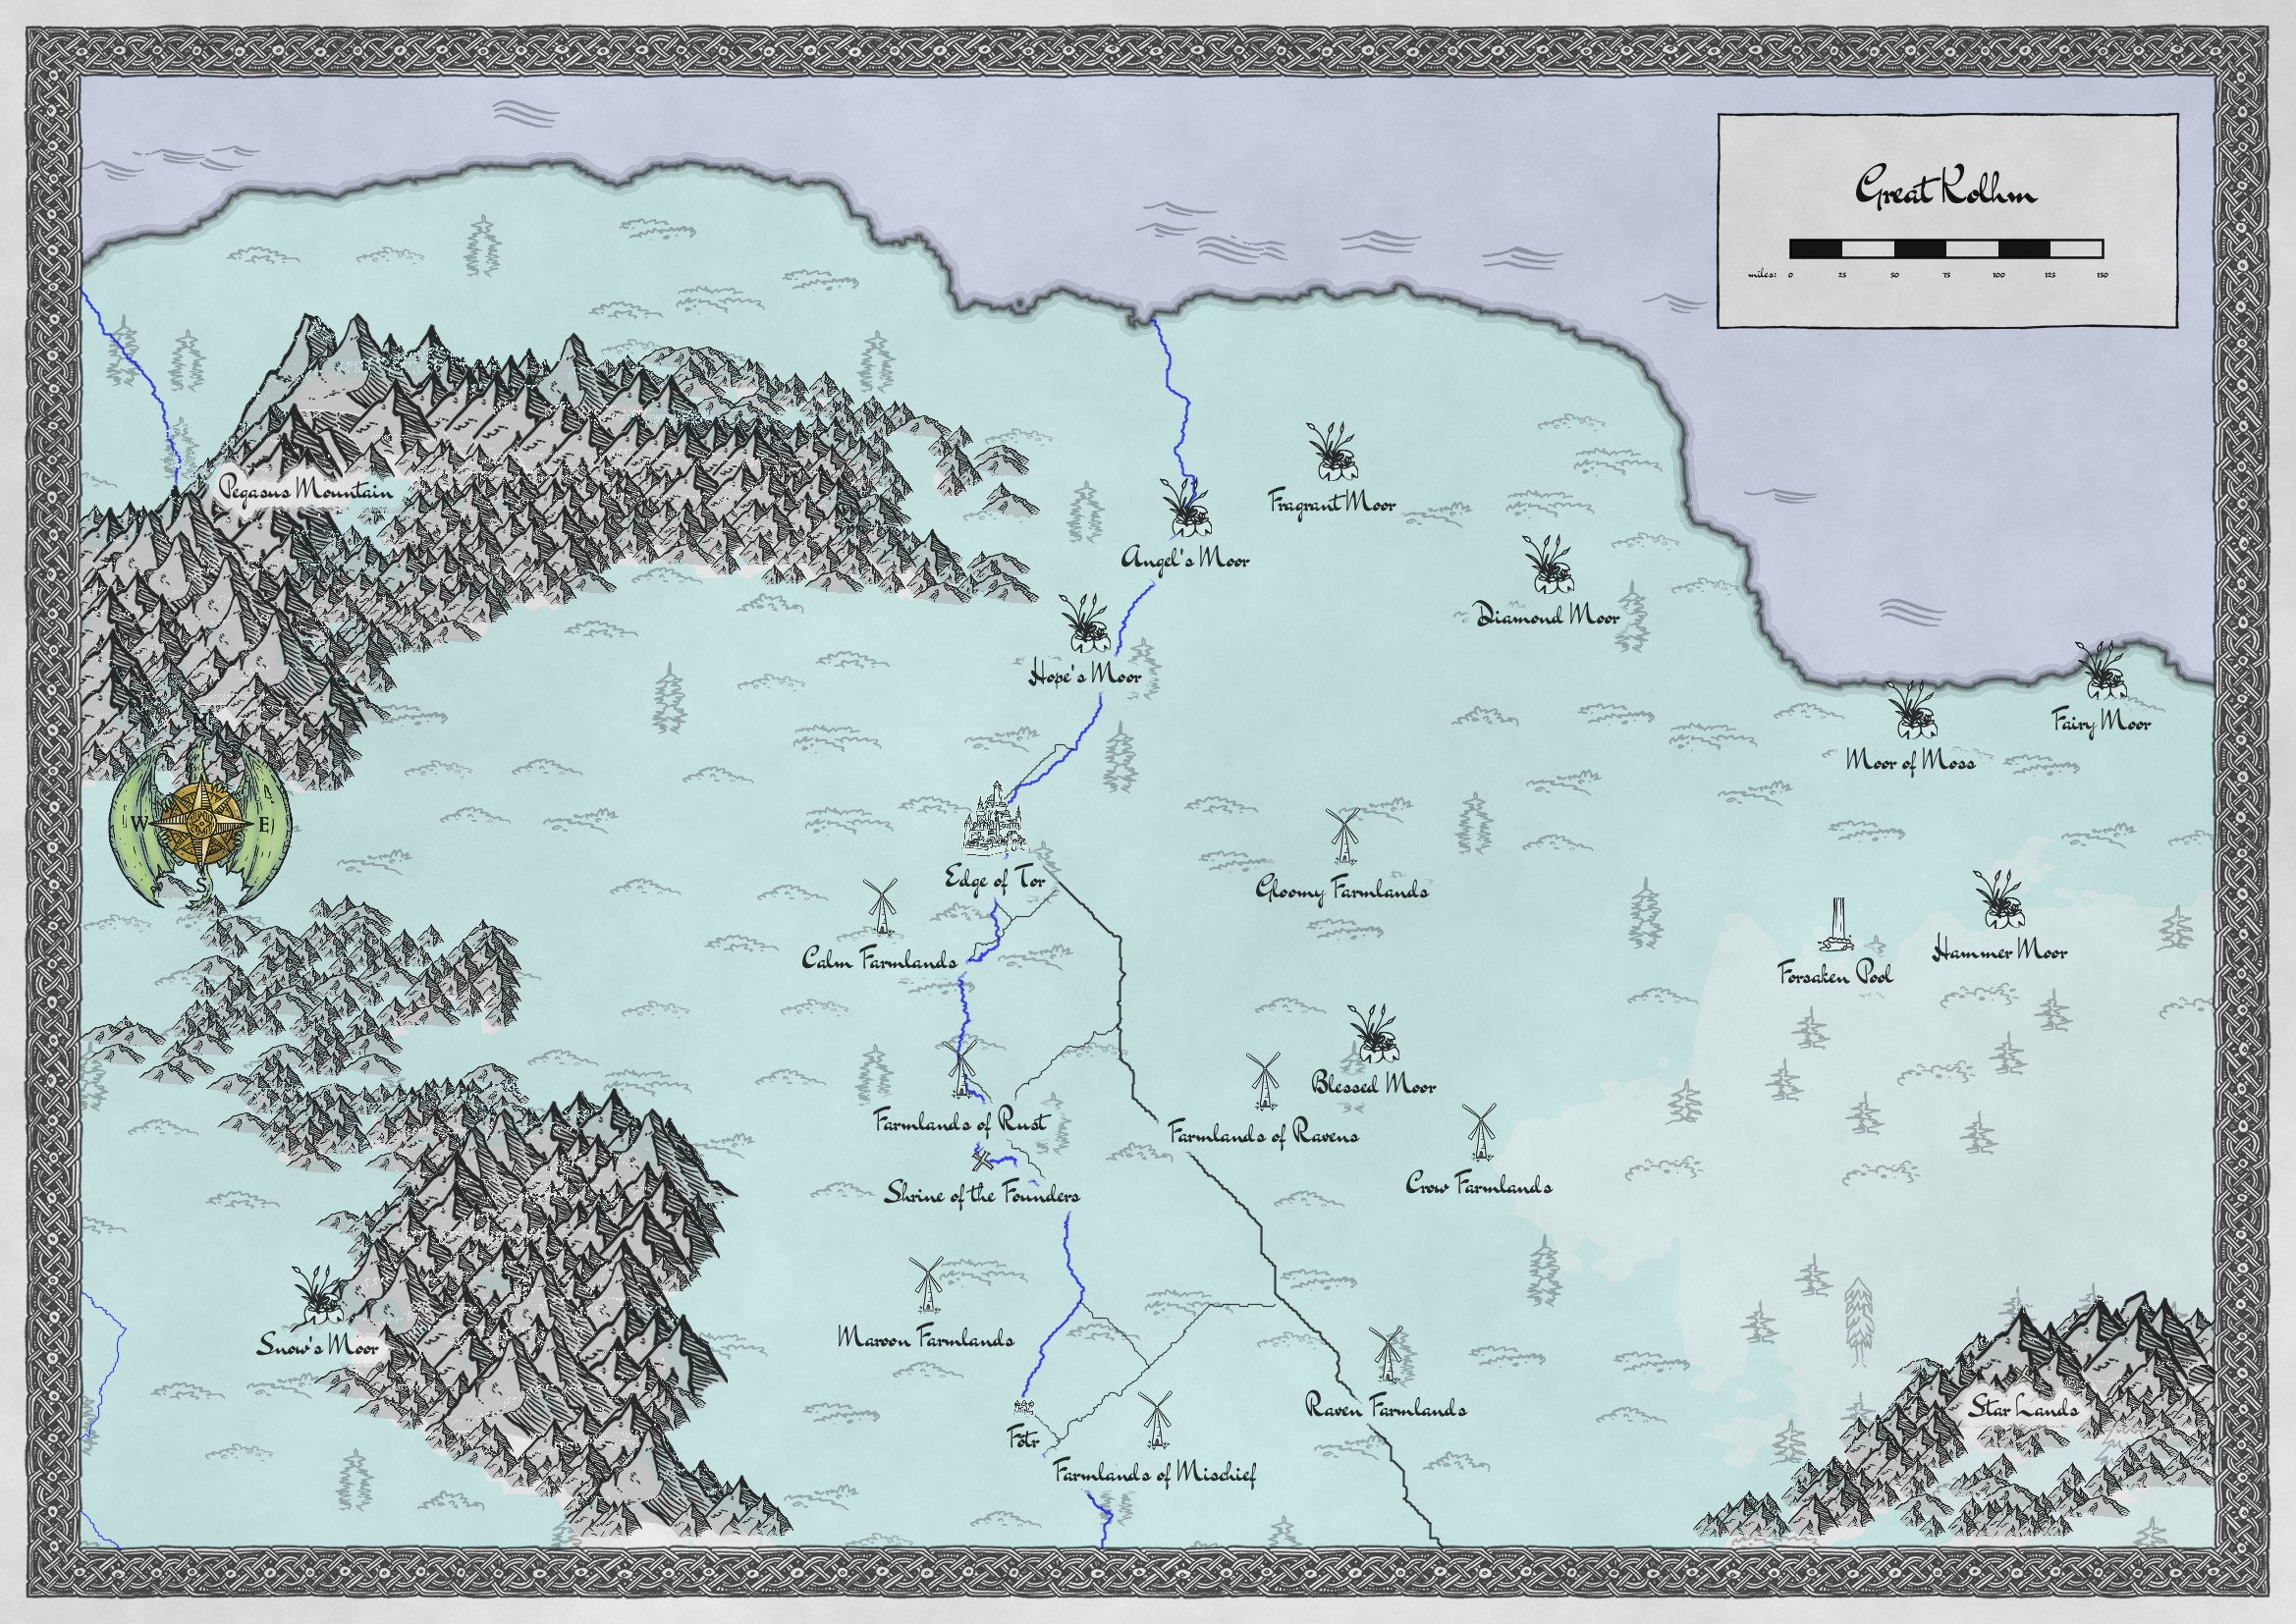 Great Kolhm
miles: 0 25 50 75 100 125 150
Pegasus Mountain
Fragrant Moor
Angel's Moor
Diamond Moor
Hope's Moor
Fairy Moor
Moor of Moss
N
W E
S
Edge of Tor
Gloomy Farmlands
Calm Farmlands
Hammer Moor
Forsaken Pool
Blessed Moor
Farmlands of Rust
Farmlands of Ravens
Crow Farmlands
Shrine of the Founders
Maroon Farmlands
Snow's Moor
Raven Farmlands
Star Lands
Farmlands of Mischief